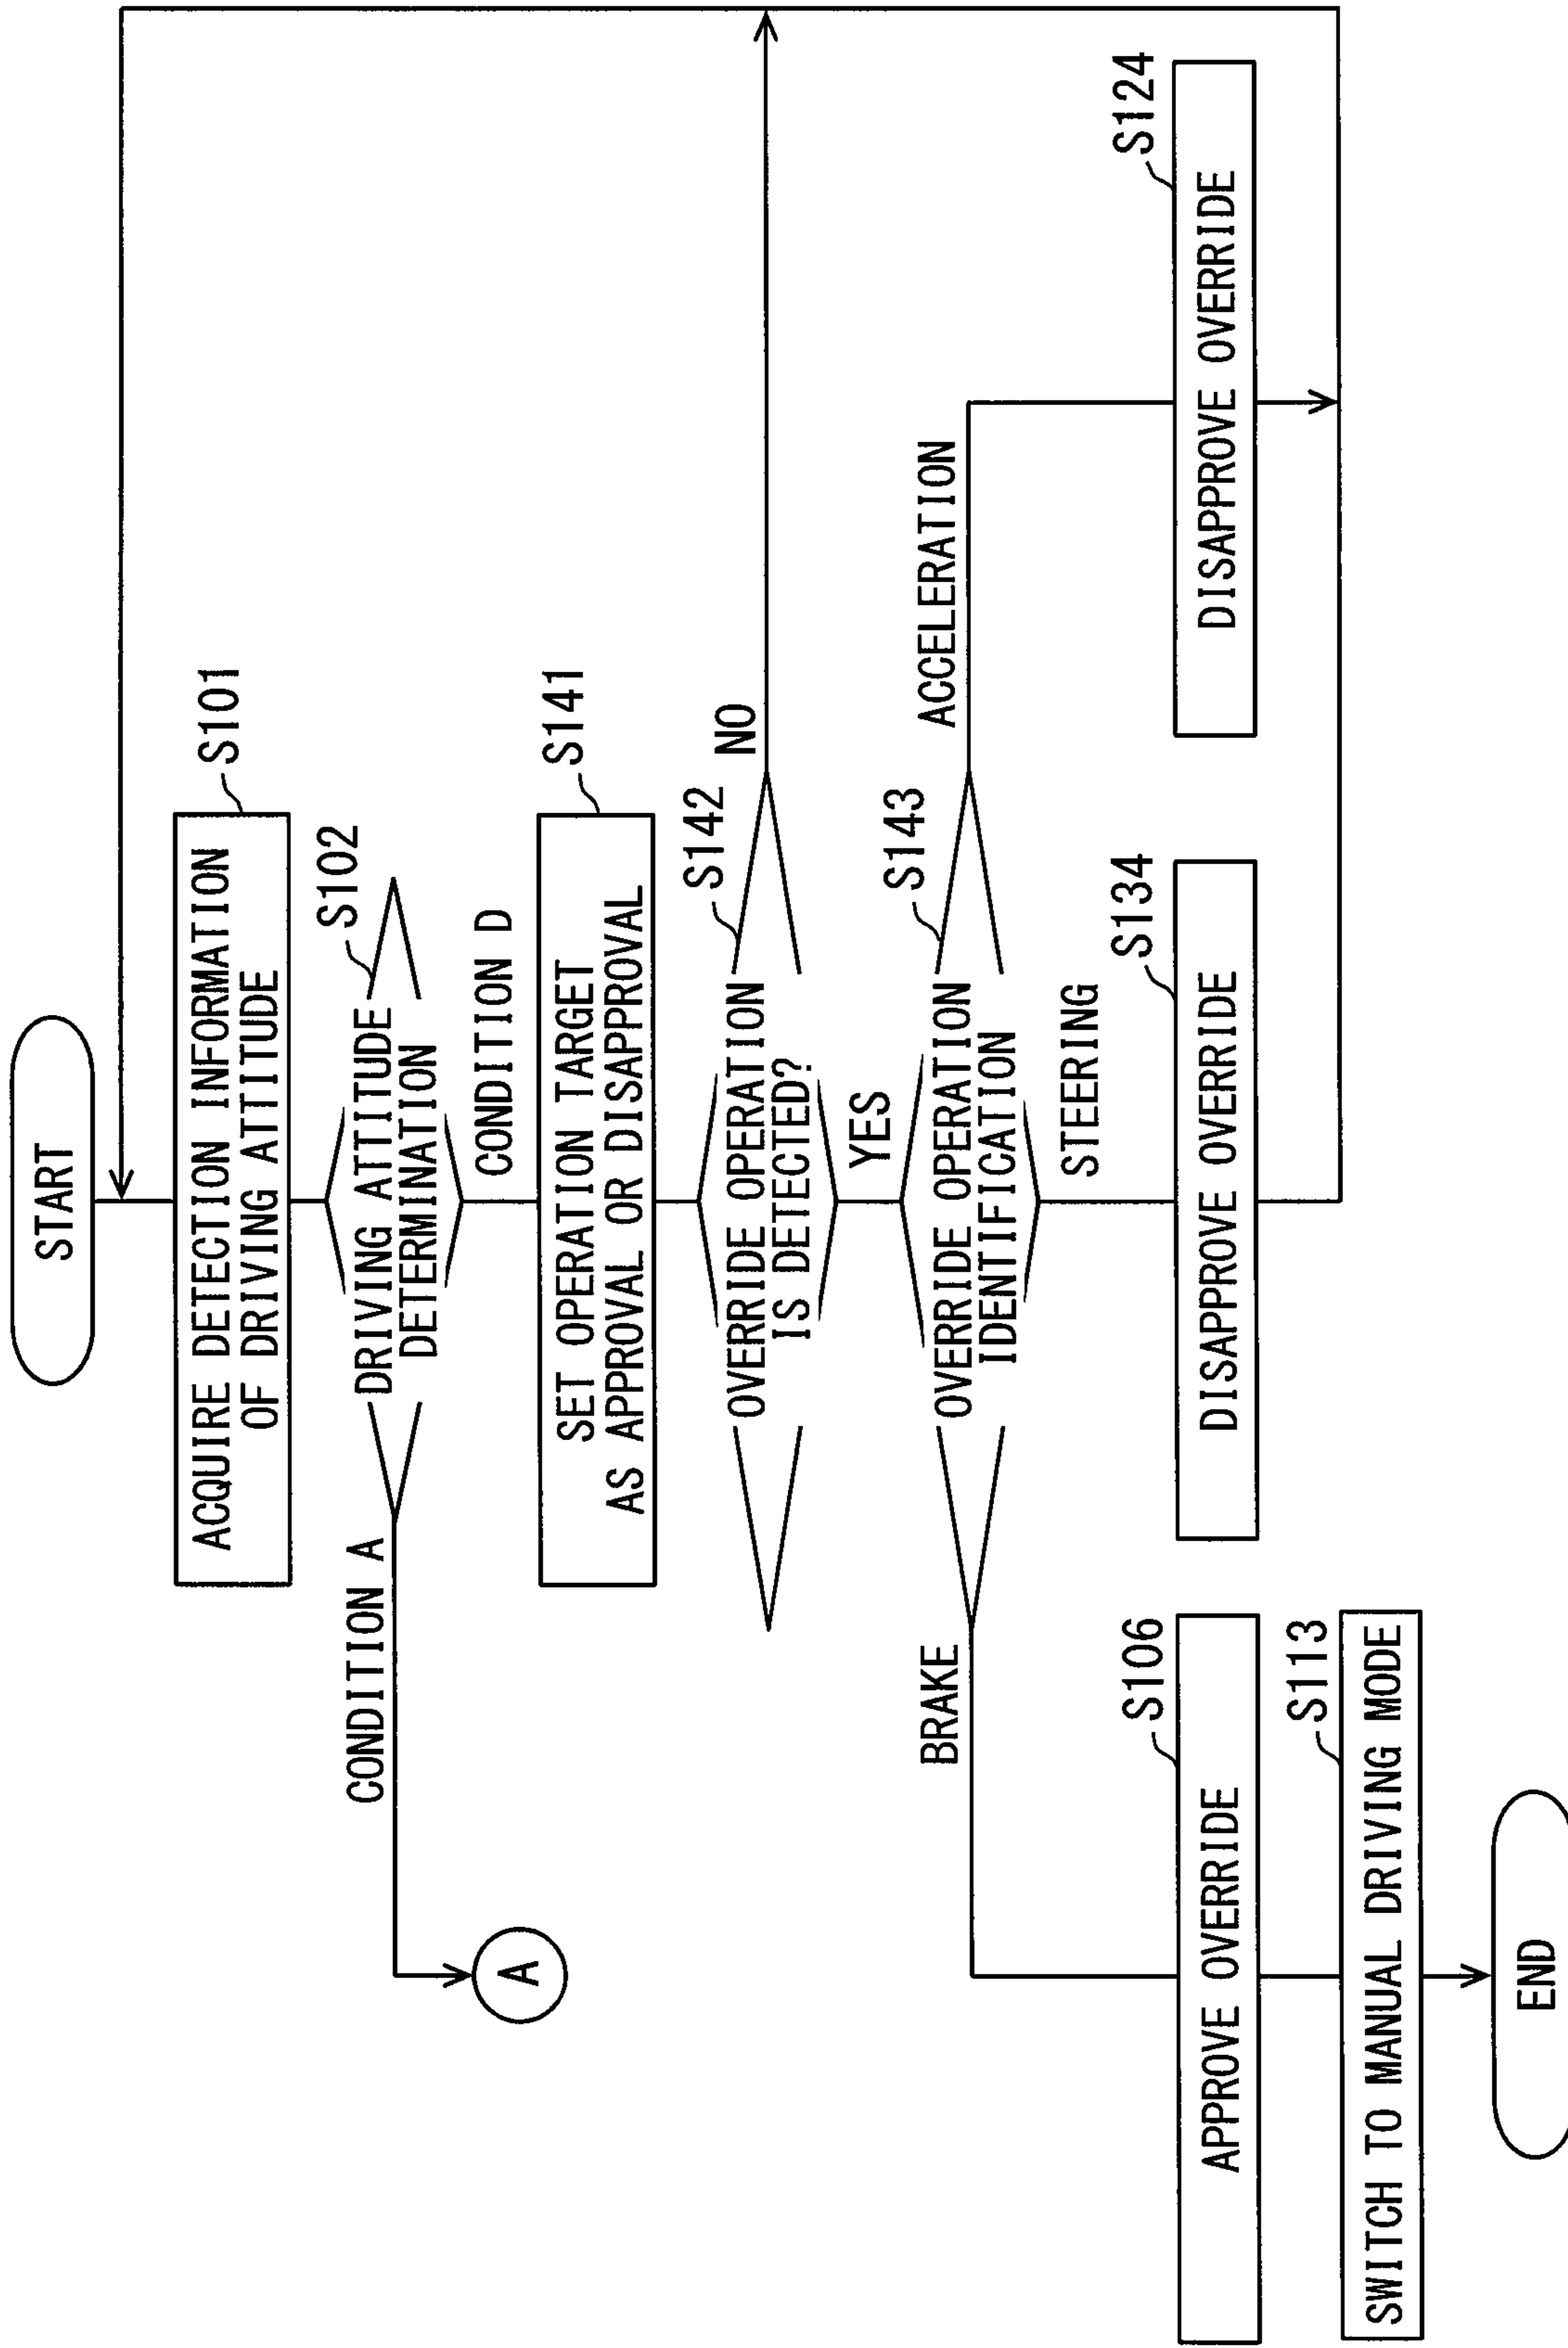 START
S101
ACQUIRE DETECTION INFORMATION
OF DRIVING ATTITUDE
S102
DRIVING ATTITUDE
DETERMINATION
CONDITION A
A
CONDITION D
S141
SET OPERATION TARGET
AS APPROVAL OR DISAPPROVAL
S142
OVERRIDE OPERATION
IS DETECTED?
NO
YES
S143
OVERRIDE OPERATION
IDENTIFICATION
BRAKE
STEERING
ACCELERATION
S106
APPROVE OVERRIDE
S134
DISAPPROVE OVERRIDE
S124
DISAPPROVE OVERRIDE
S113
SWITCH TO MANUAL DRIVING MODE
END